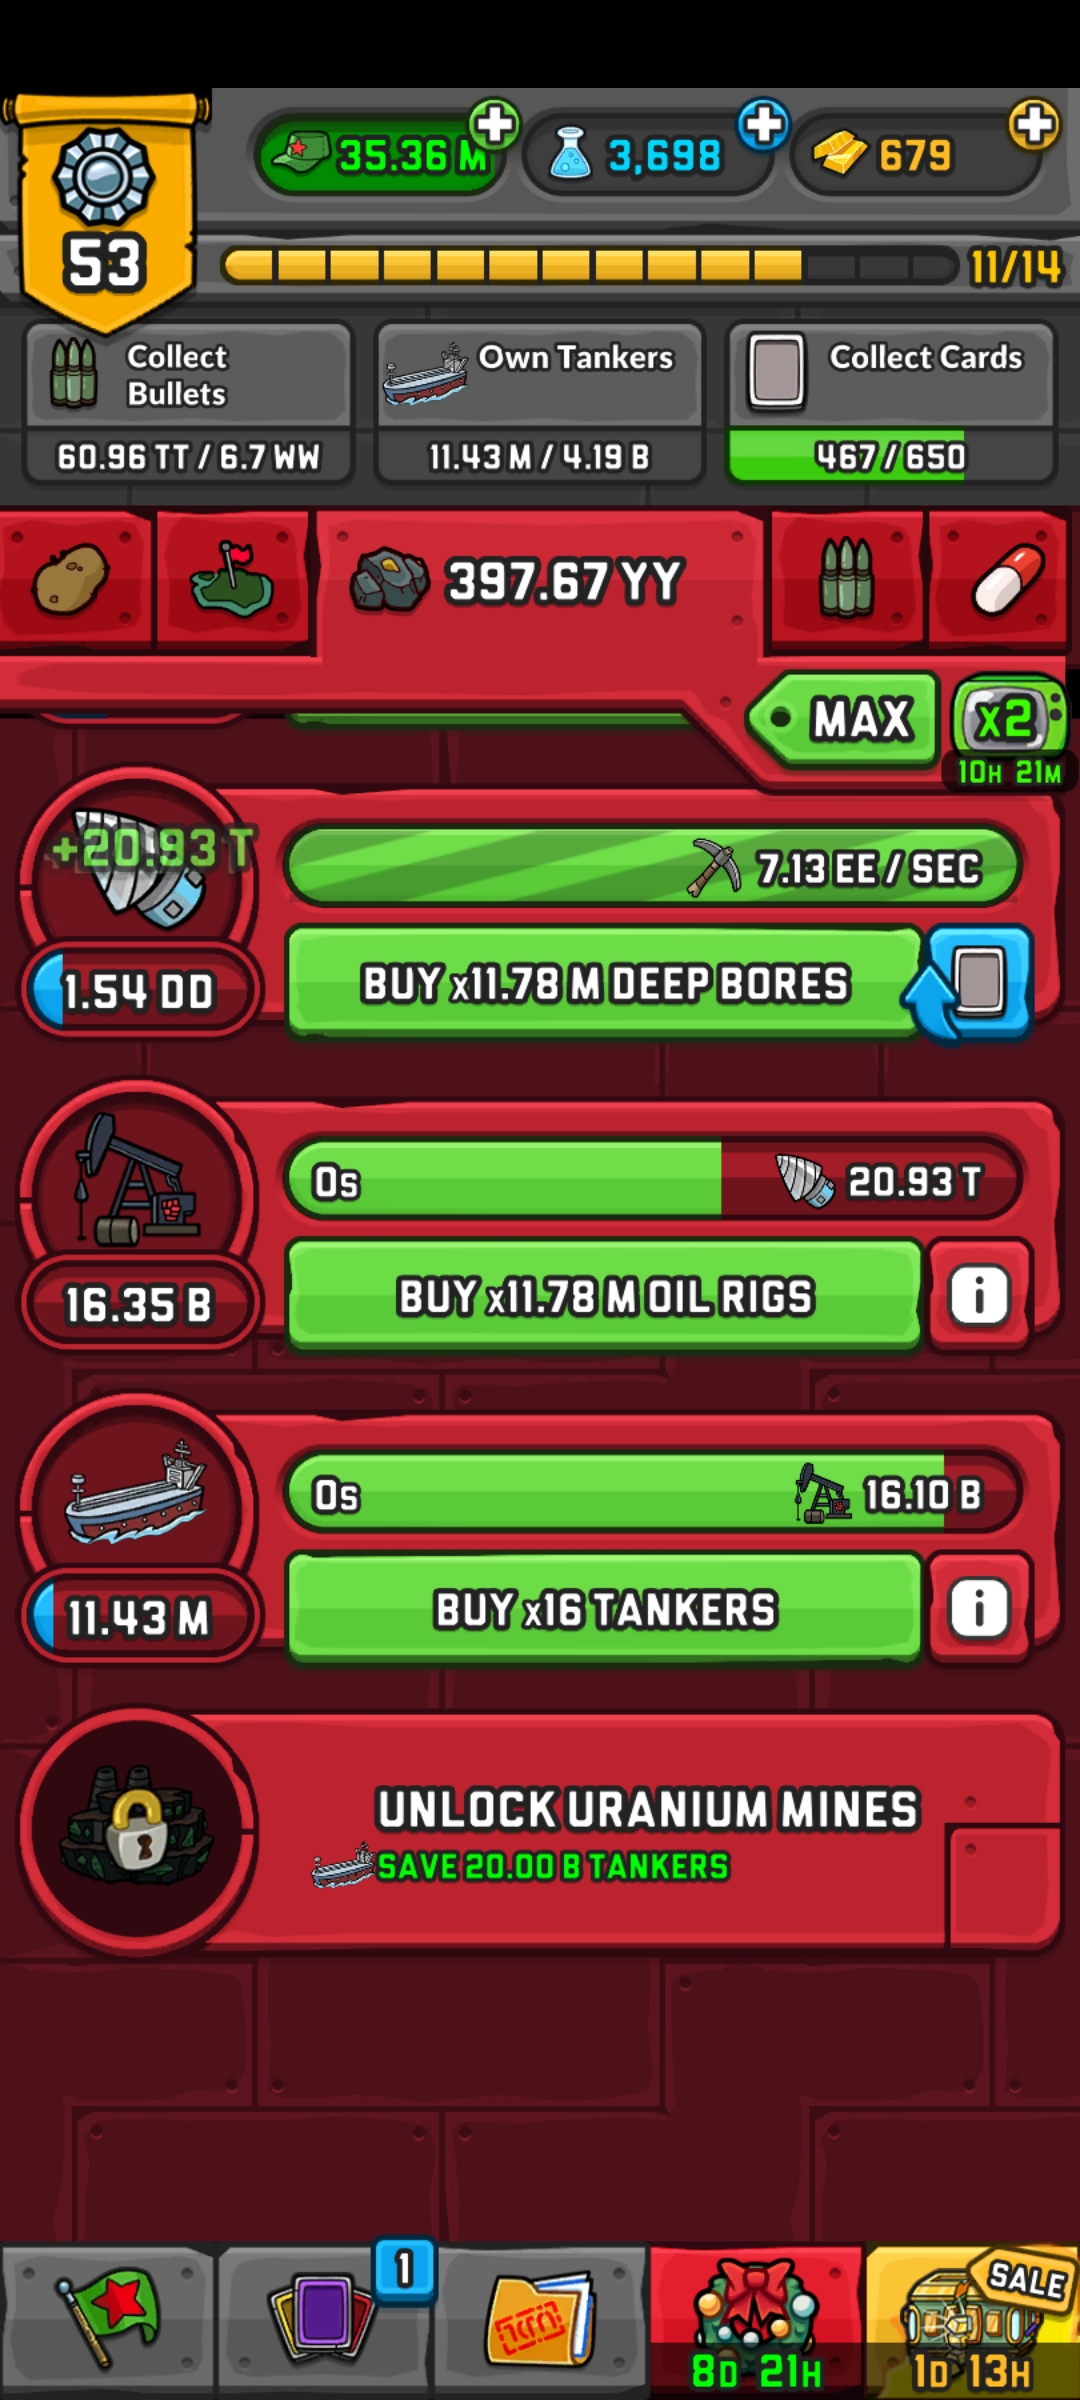 35.36 M
3,698
679
53
11/14
Collect
Bullets
Own Tankers
Collect Cards
60.96 TT / 6.7 WW
11.43 M / 4.19 B
467 / 650
397.67 YY
MAX
x2
10H 21M
+20.93 T
7.13 EE / SEC
1.54 DD
BUY x11.78 M DEEP BORES
0s
20.93 T
16.35 B
BUY x11.78 M OIL RIGS
i
0s
16.10 B
11.43 M
BUY x16 TANKERS
i
UNLOCK URANIUM MINES
SAVE 20.00 B TANKERS
1
SALE
8D 21H
1D 13H